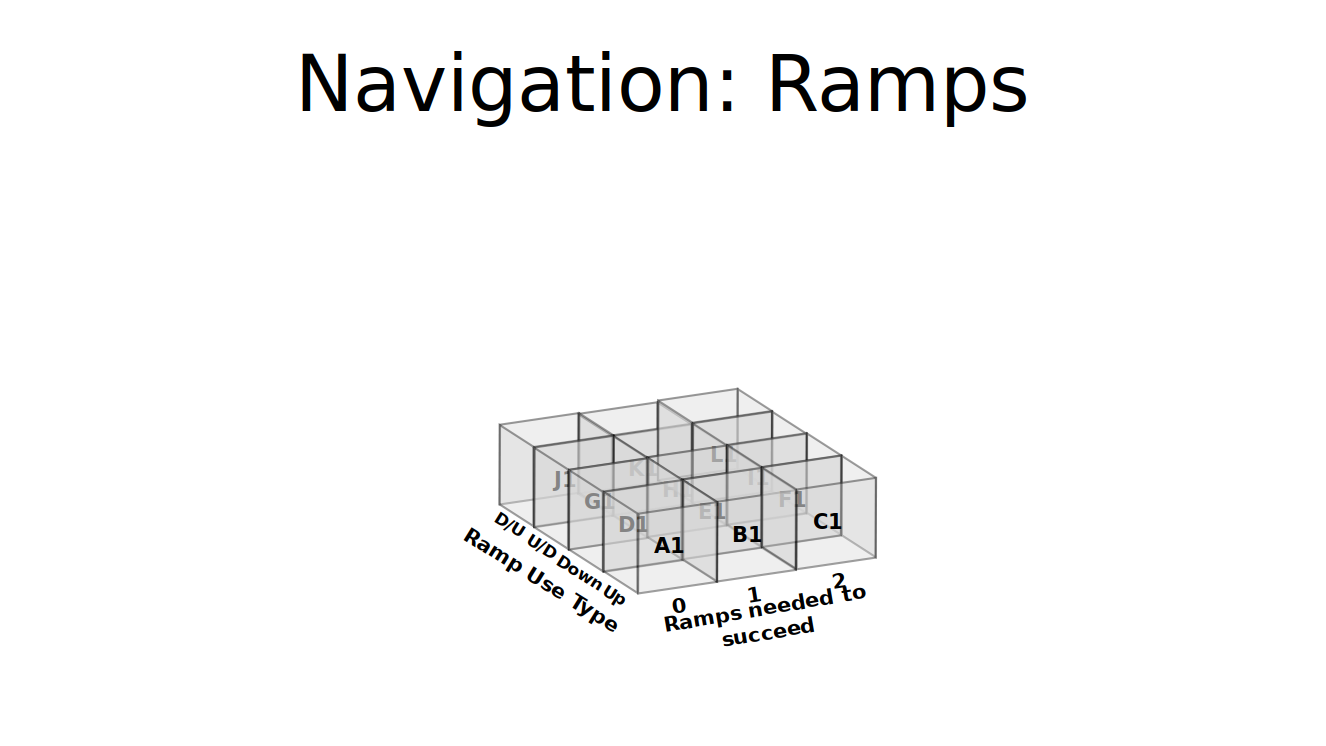 Navigation: Ramps
L1
K1
I1
J1
H1
G1
F1
E1
D1
C1
B1
A1
D/U U/D Down Up
Ramp Use Type
0 1 2
Ramps needed to
succeed